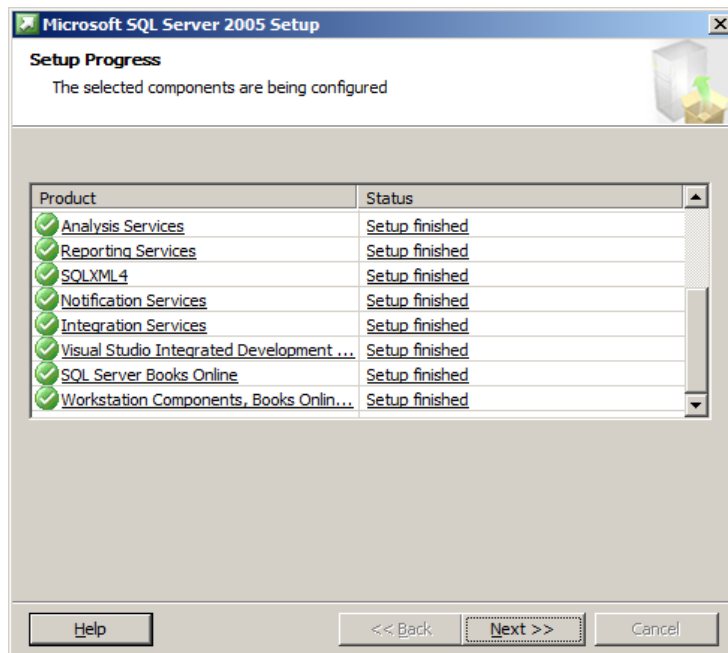 Microsoft SQL Server 2005 Setup
Setup Progress
The selected components are being configured
Product Status
Analysis Services Setup finished
Reporting Services Setup finished
SQLXML4 Setup finished
Notification Services Setup finished
Integration Services Setup finished
Visual Studio Integrated Development ... Setup finished
SQL Server Books Online Setup finished
Workstation Components, Books Onlin... Setup finished
Help << Back Next >> Cancel